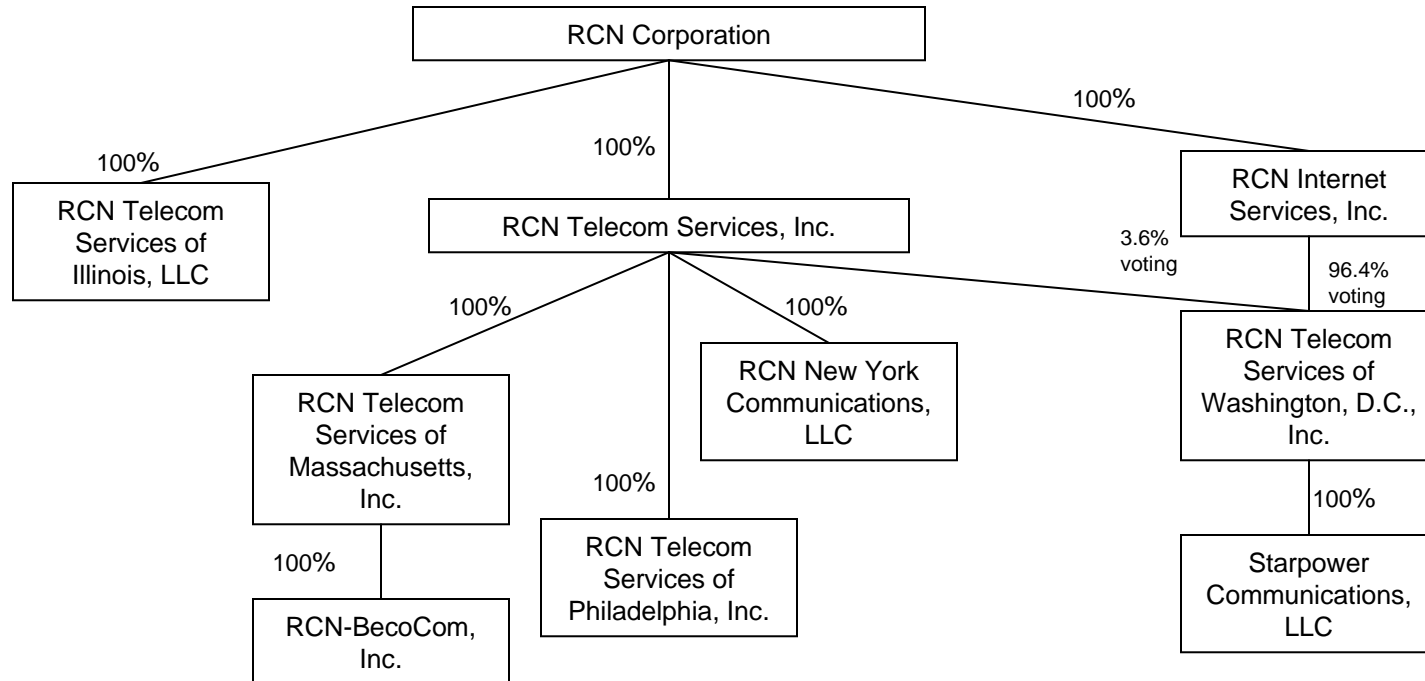 RCN Corporation
100%
100%
100%
RCN Telecom
Services of
Illinois, LLC
RCN Telecom Services, Inc.
RCN Internet
Services, Inc.
3.6%
voting
96.4%
voting
100%
100%
RCN Telecom
Services of
Massachusetts,
Inc.
RCN New York
Communications,
LLC
RCN Telecom
Services of
Washington, D.C.,
Inc.
100%
100%
100%
RCN-BecoCom,
Inc.
RCN Telecom
Services of
Philadelphia, Inc.
Starpower
Communications,
LLC